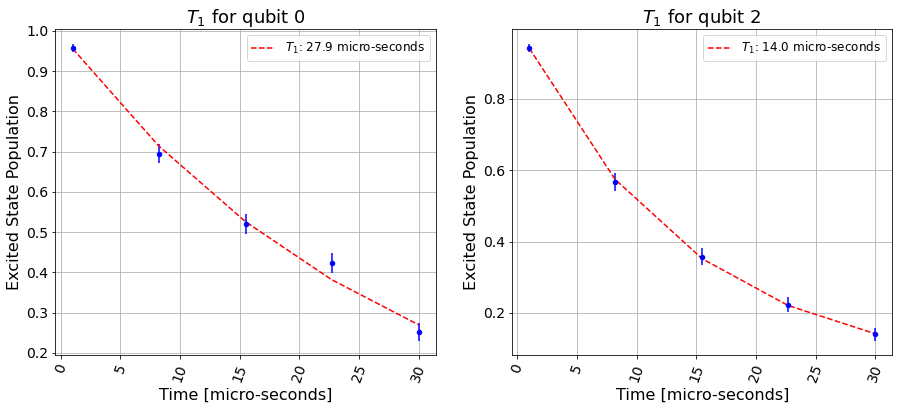 T₁ for qubit 0
T₁: 27.9 micro-seconds
Excited State Population
1.0
0.9
0.8
0.7
0.6
0.5
0.4
0.3
0.2
0 5 10 15 20 25 30
Time [micro-seconds]
T₁ for qubit 2
T₁: 14.0 micro-seconds
Excited State Population
0.8
0.6
0.4
0.2
0 5 10 15 20 25 30
Time [micro-seconds]